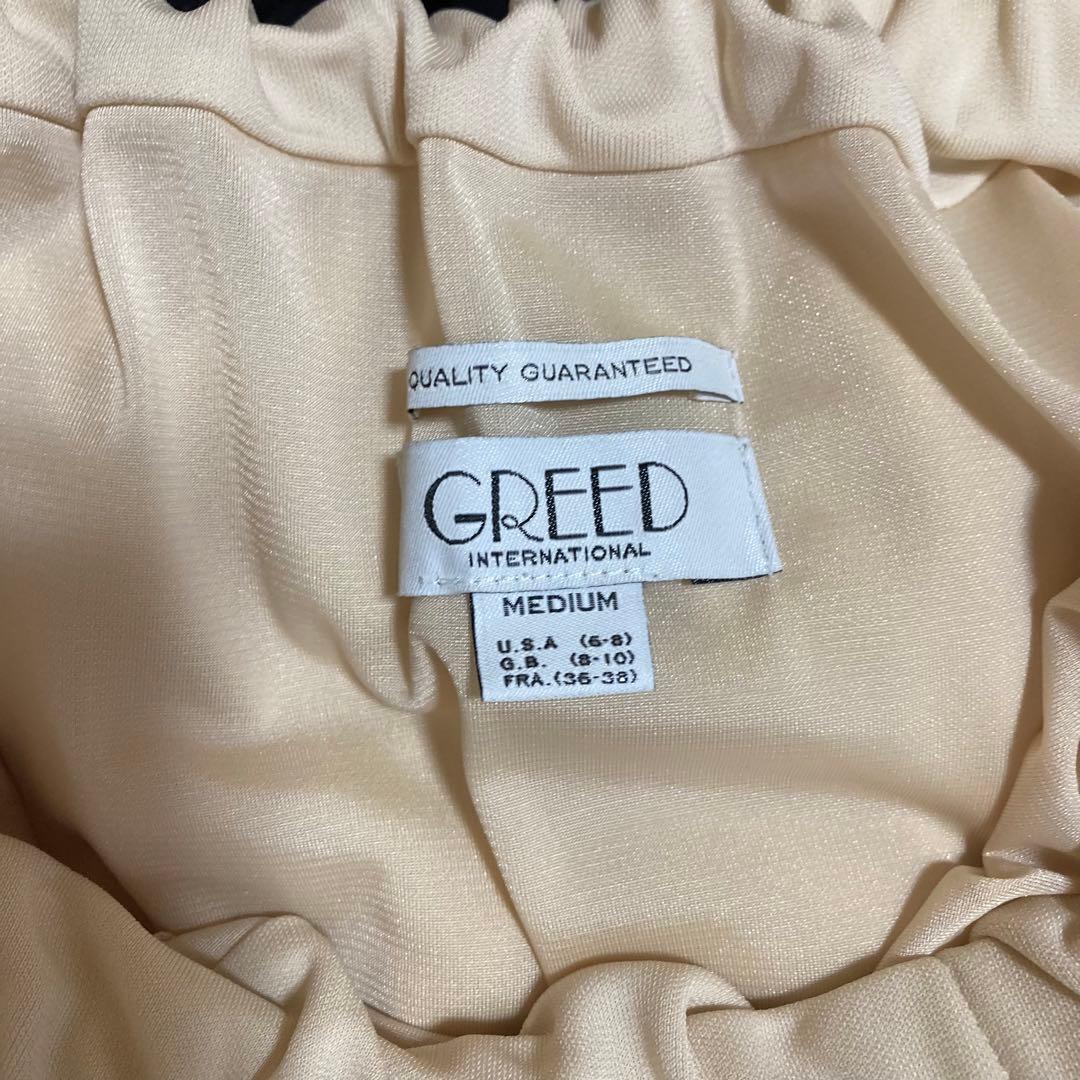 QUALITY GUARANTEED
GREED
INTERNATIONAL
MEDIUM
U.S.A (6-8)
G.B. (8-10)
FRA.(36-38)